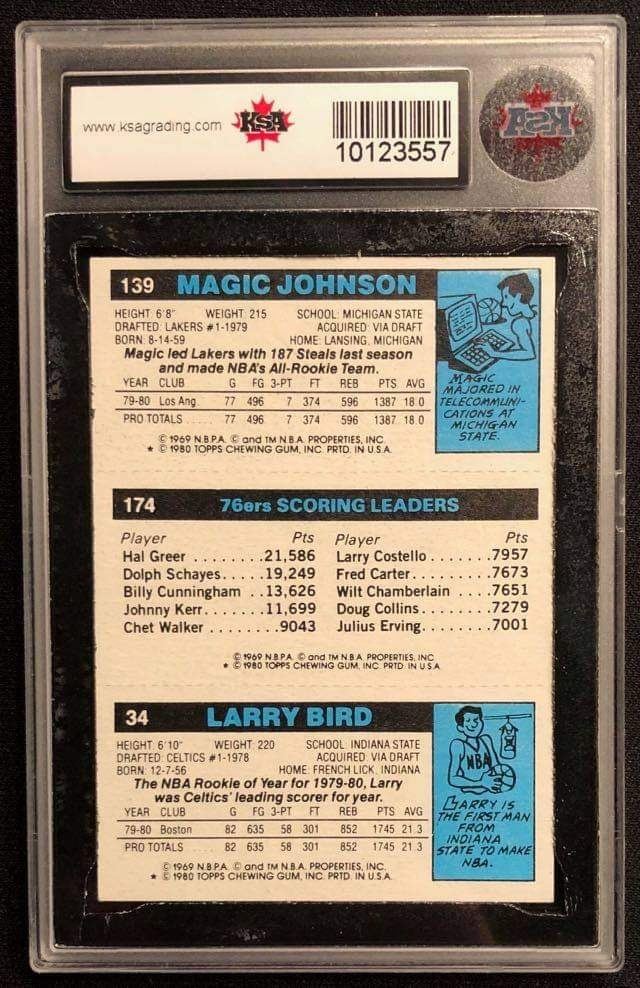 www.ksagrading.com KSA
10123557
KSA
139 MAGIC JOHNSON
HEIGHT 6'8" WEIGHT 215 SCHOOL: MICHIGAN STATE
DRAFTED: LAKERS #1-1979 ACQUIRED: VIA DRAFT
BORN: 8-14-59 HOME: LANSING, MICHIGAN
Magic led Lakers with 187 Steals last season
and made NBA's All-Rookie Team.
YEAR CLUB G FG 3-PT FT REB PTS AVG
79-80 Los Ang. 77 496 7 374 596 1387 18.0
PRO TOTALS 77 496 7 374 596 1387 18.0
© 1969 N.B.P.A. © and TM N.B.A. PROPERTIES, INC.
★ © 1980 TOPPS CHEWING GUM, INC. PRTD. IN U.S.A.
MAGIC
MAJORED IN
TELECOMMUNI-
CATIONS AT
MICHIGAN
STATE.
174 76ers SCORING LEADERS
Player Pts Player Pts
Hal Greer ........ 21,586 Larry Costello ...... 7957
Dolph Schayes ..... 19,249 Fred Carter ........ 7673
Billy Cunningham .. 13,626 Wilt Chamberlain .... 7651
Johnny Kerr ....... 11,699 Doug Collins ....... 7279
Chet Walker ........ 9043 Julius Erving ....... 7001
© 1969 N.B.P.A. © and TM N.B.A. PROPERTIES, INC.
★ © 1980 TOPPS CHEWING GUM, INC. PRTD. IN U.S.A.
34 LARRY BIRD
HEIGHT: 6'10" WEIGHT: 220 SCHOOL: INDIANA STATE
DRAFTED: CELTICS #1-1978 ACQUIRED: VIA DRAFT
BORN: 12-7-56 HOME: FRENCH LICK, INDIANA
The NBA Rookie of Year for 1979-80, Larry
was Celtics' leading scorer for year.
YEAR CLUB G FG 3-PT FT REB PTS AVG
79-80 Boston 82 635 58 301 852 1745 21.3
PRO TOTALS 82 635 58 301 852 1745 21.3
© 1969 N.B.P.A. © and TM N.B.A. PROPERTIES, INC.
★ © 1980 TOPPS CHEWING GUM, INC. PRTD. IN U.S.A.
NBA
LARRY IS
THE FIRST MAN
FROM
INDIANA
STATE TO MAKE
NBA.